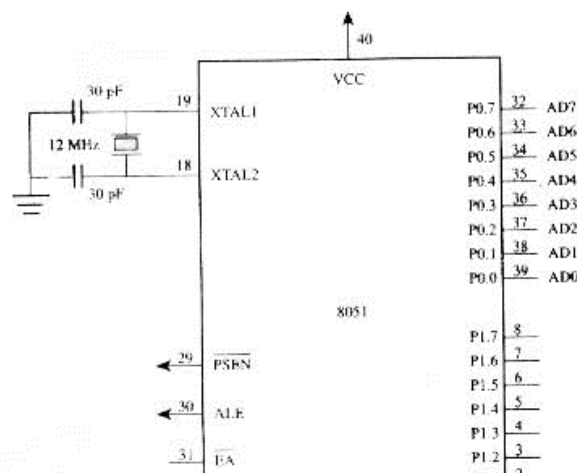 40
VCC
30 pF
19
XTAL1
12 MHz
18
XTAL2
30 pF
P0.7 32 AD7
P0.6 33 AD6
P0.5 34 AD5
P0.4 35 AD4
P0.3 36 AD3
P0.2 37 AD2
P0.1 38 AD1
P0.0 39 AD0
8051
P1.7 8
P1.6 7
P1.5 6
P1.4 5
P1.3 4
P1.2 3
29 PSEN
30 ALE
31 EA